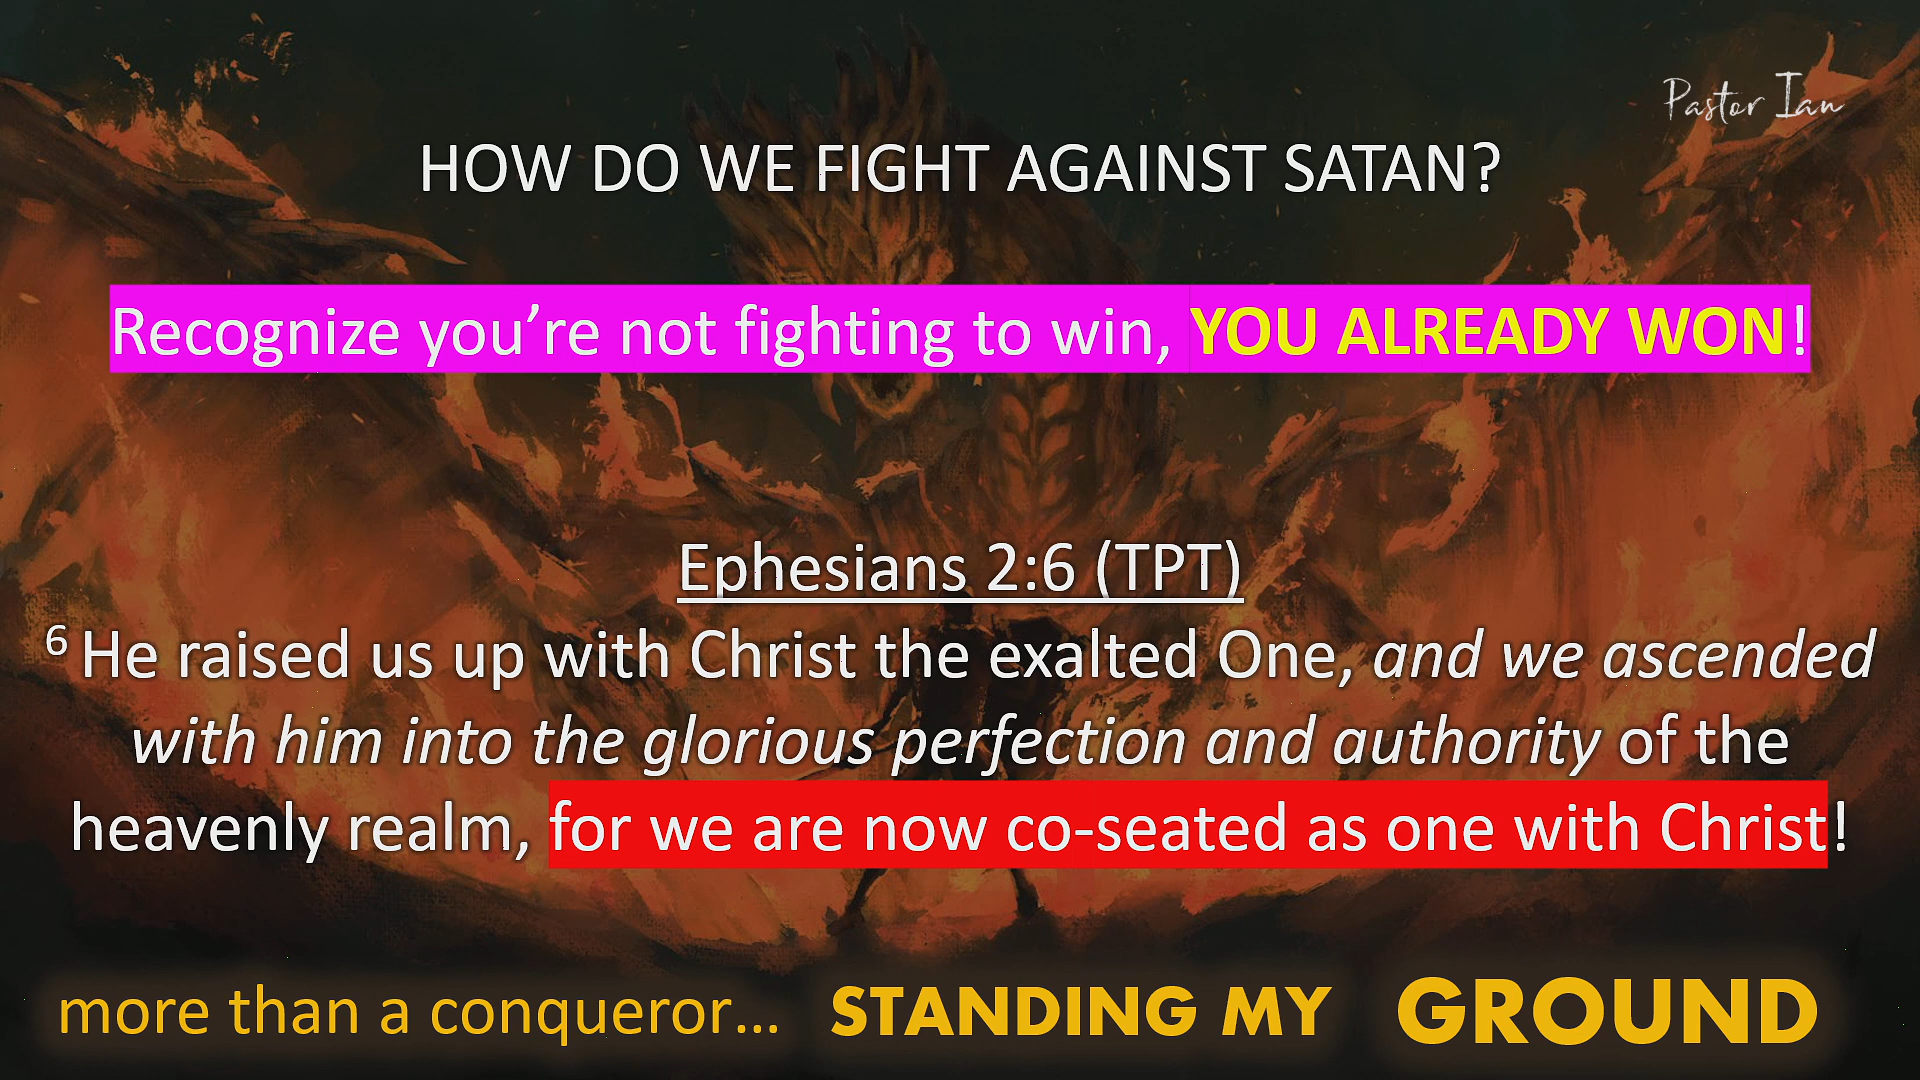 Pastor Ian
HOW DO WE FIGHT AGAINST SATAN?
Recognize you’re not fighting to win, YOU ALREADY WON!
Ephesians 2:6 (TPT)
6 He raised us up with Christ the exalted One, and we ascended
with him into the glorious perfection and authority of the
heavenly realm, for we are now co-seated as one with Christ!
more than a conqueror... STANDING MY GROUND